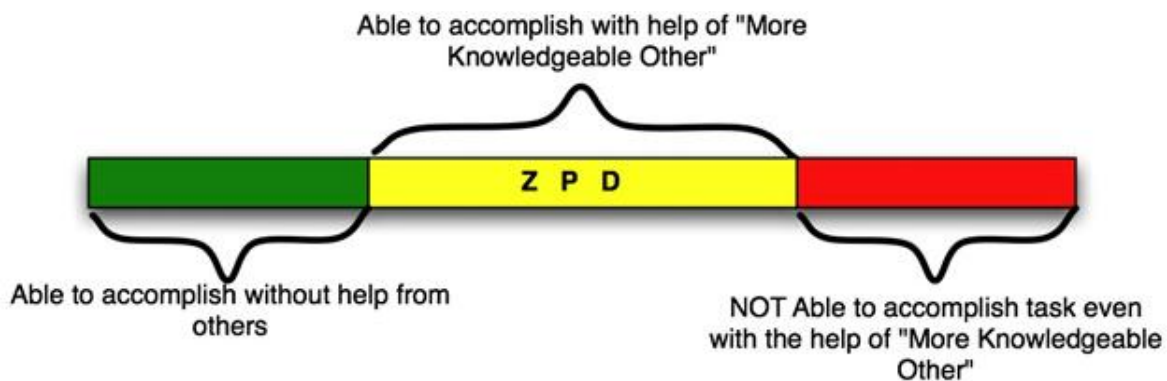 Able to accomplish with help of "More
Knowledgeable Other"
Z P D
Able to accomplish without help from
others
NOT Able to accomplish task even
with the help of "More Knowledgeable
Other"